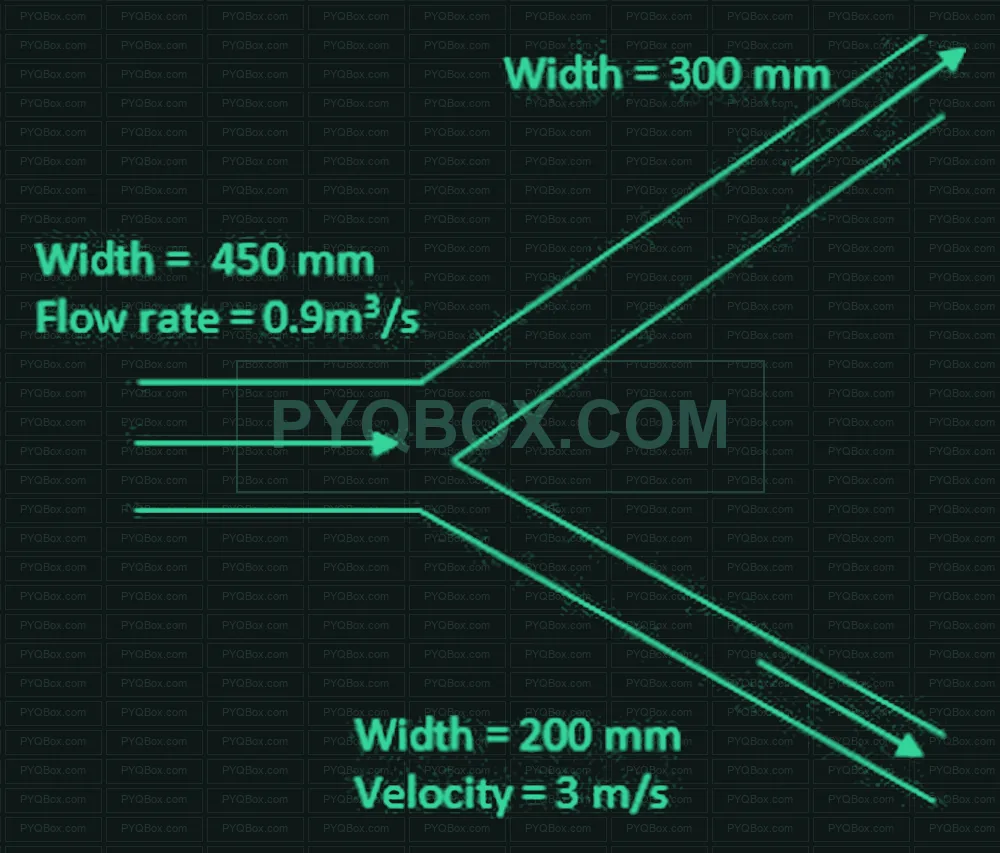 Width = 300 mm
Width = 450 mm
Flow rate = 0.9m³/s
PYQBOX.COM
Width = 200 mm
Velocity = 3 m/s